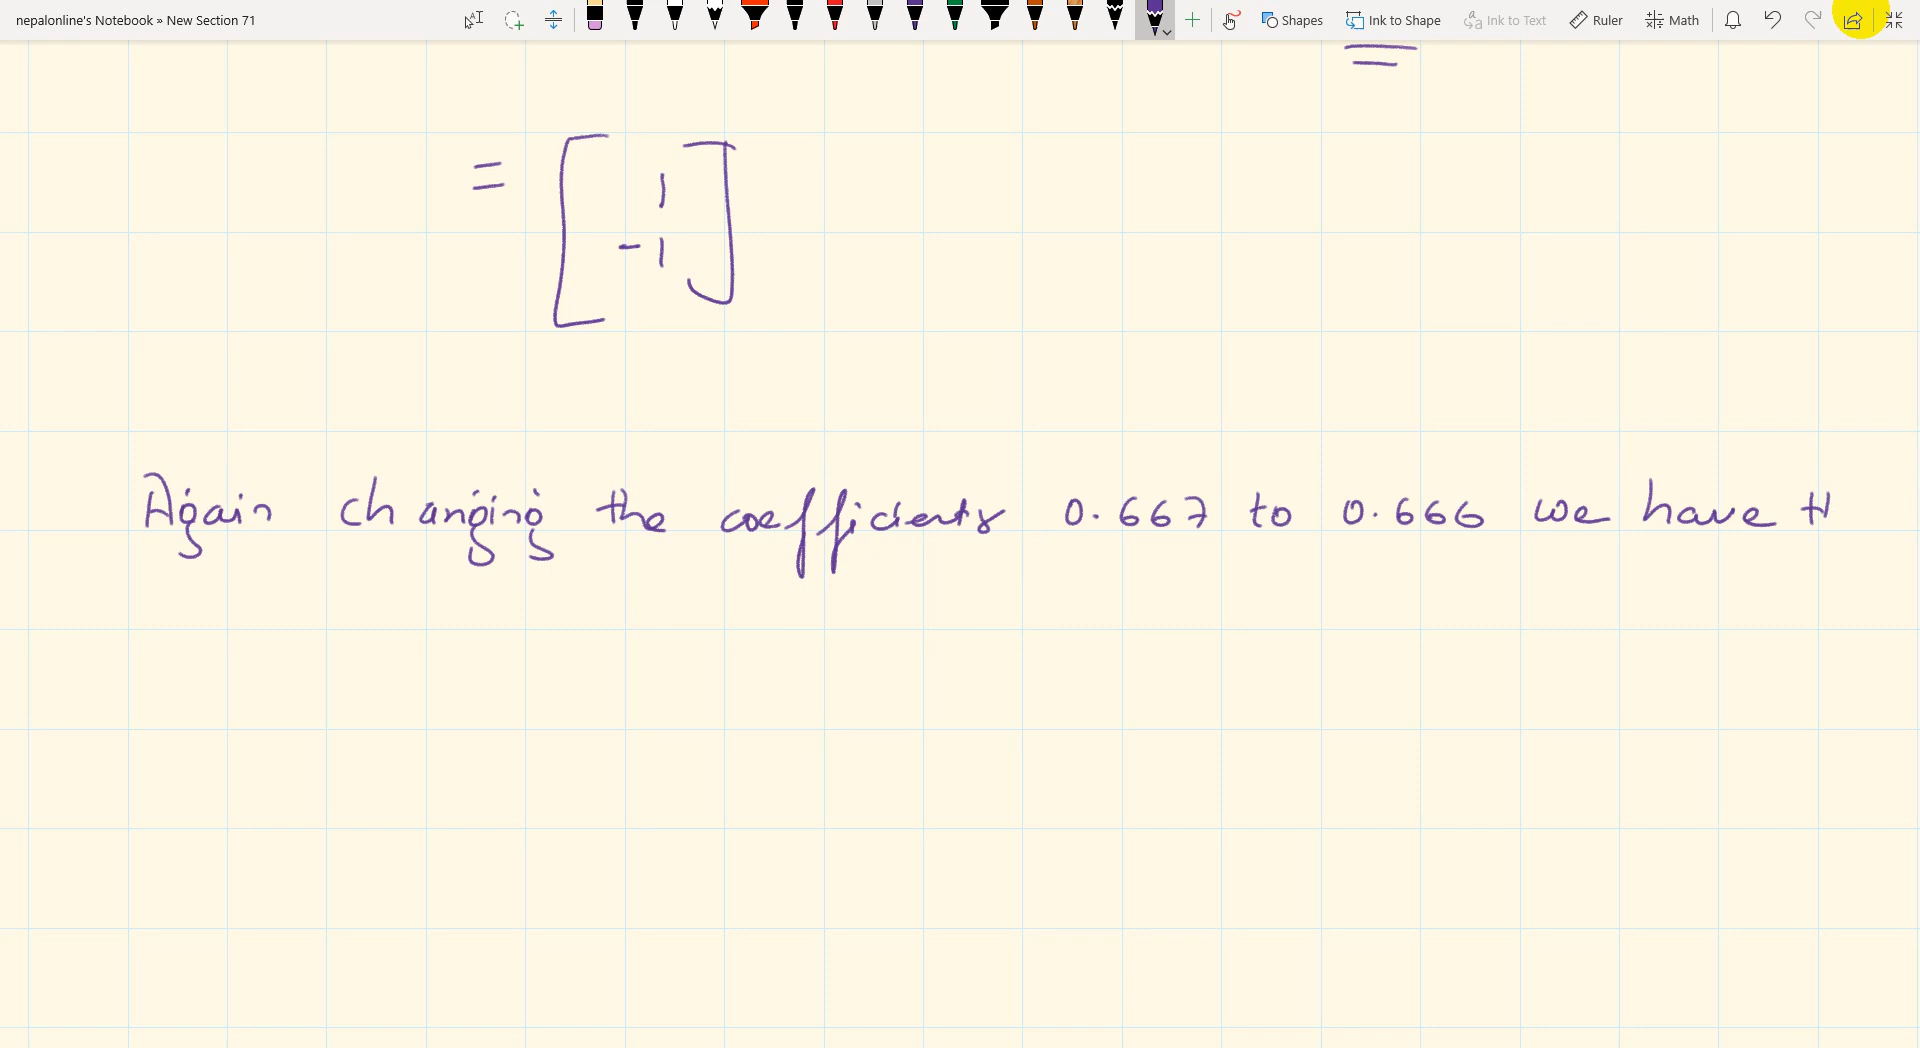 nepalonline's Notebook » New Section 71
Shapes
Ink to Shape
Ink to Text
Ruler
Math
= [ 1
-1 ]
Again changing the coefficients 0.667 to 0.666 we have